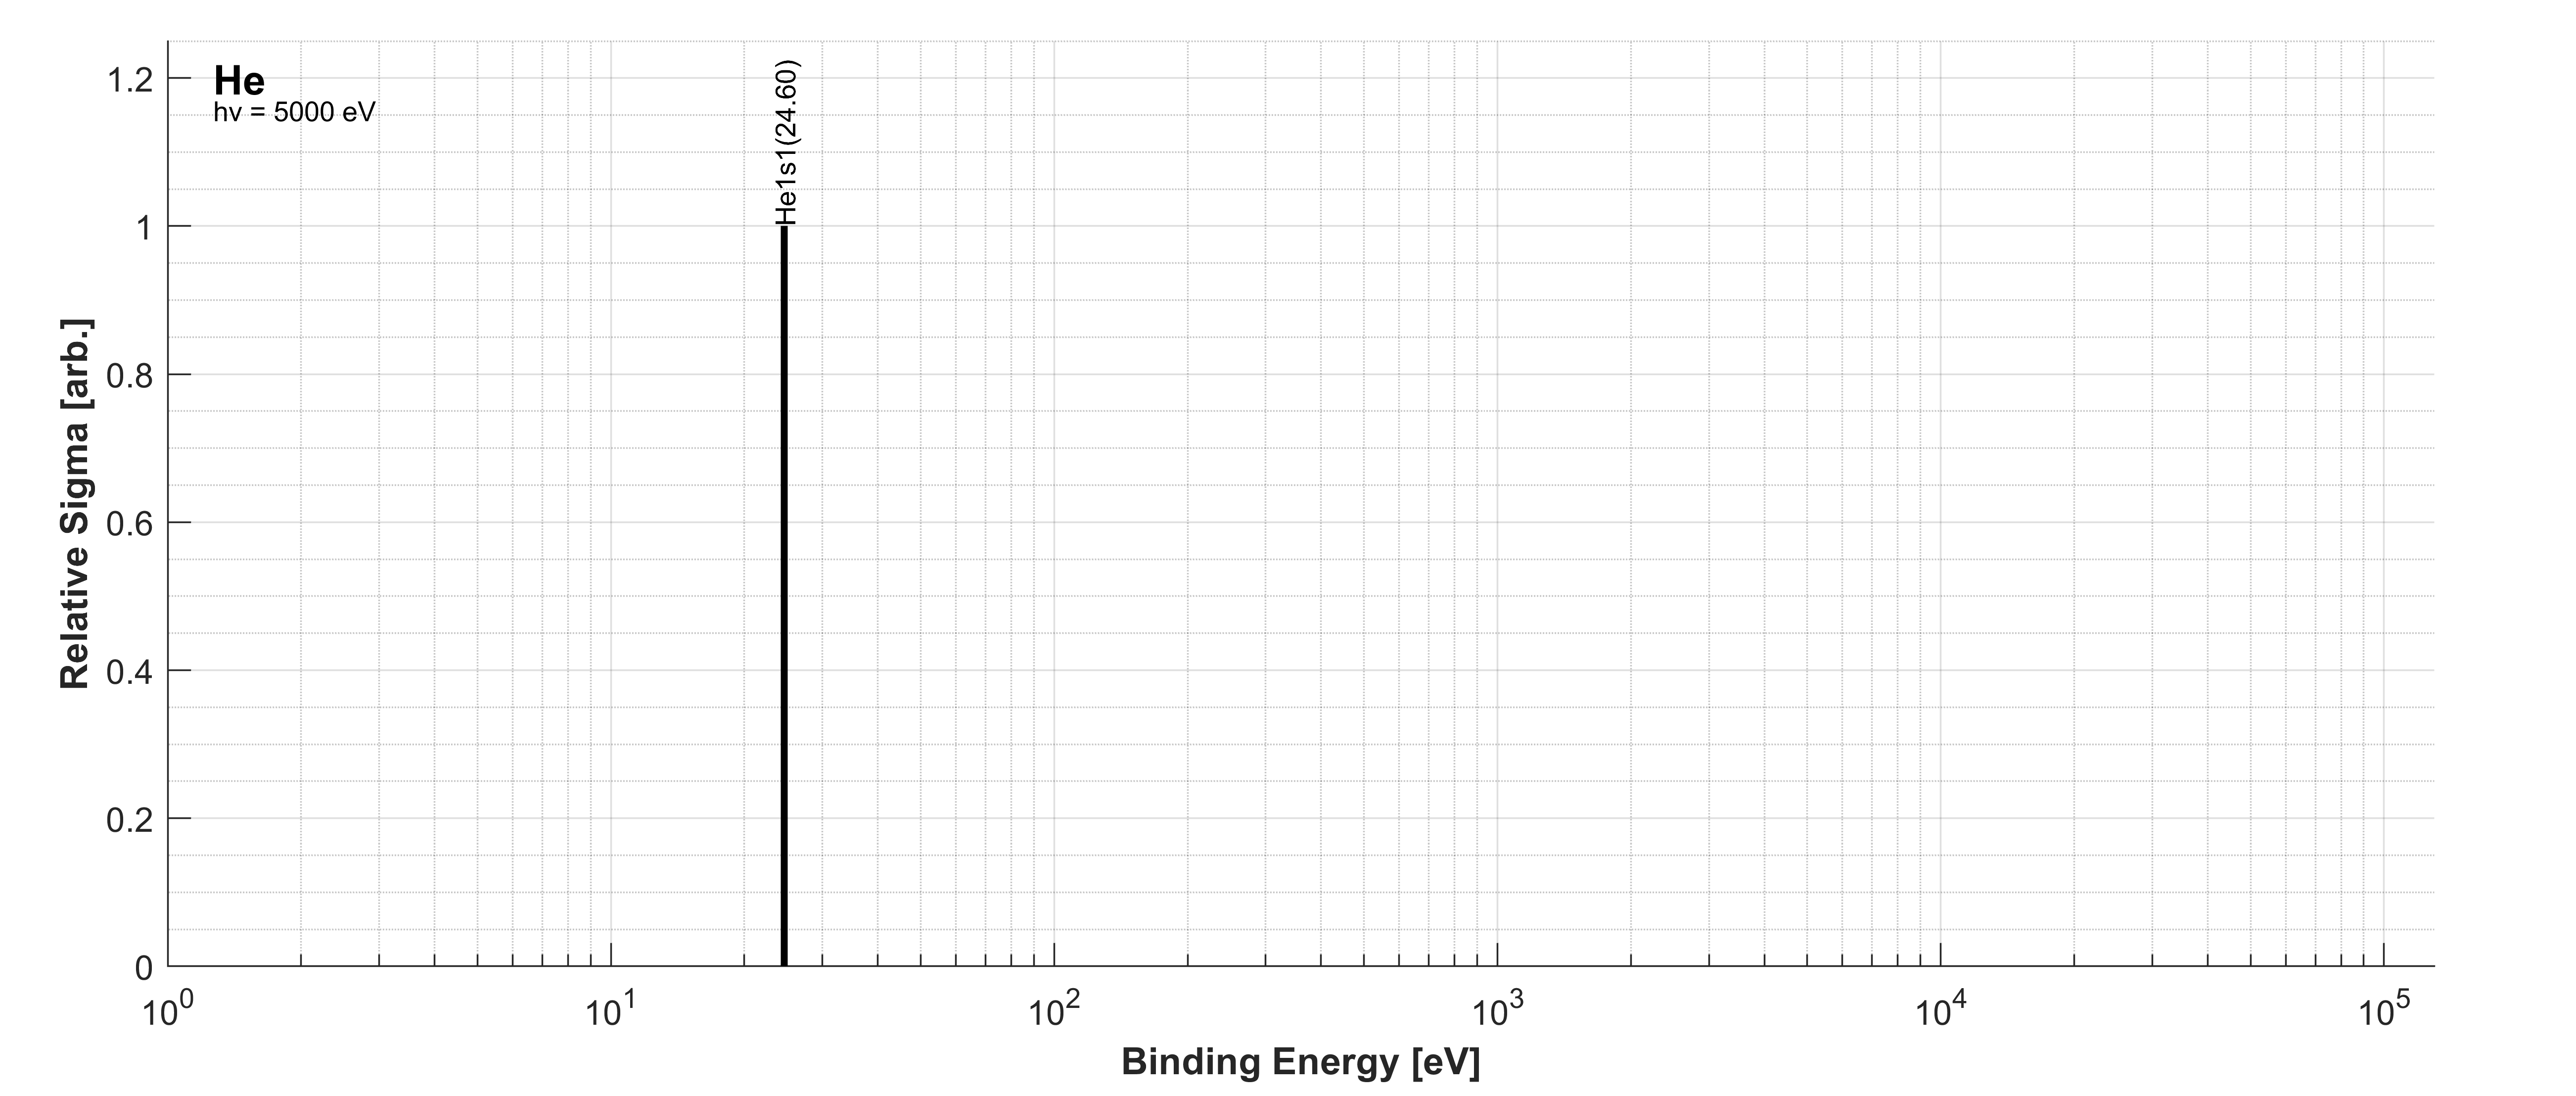 He
hv = 5000 eV
He1s1(24.60)
Relative Sigma [arb.]
1.2
1
0.8
0.6
0.4
0.2
0
10^0 10^1 10^2 10^3 10^4 10^5
Binding Energy [eV]